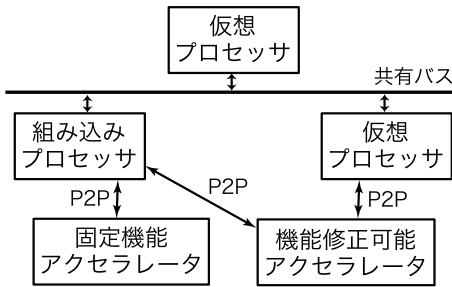 仮想
プロセッサ
共有バス
組み込み
プロセッサ
仮想
プロセッサ
P2P
P2P
P2P
固定機能
アクセラレータ
機能修正可能
アクセラレータ